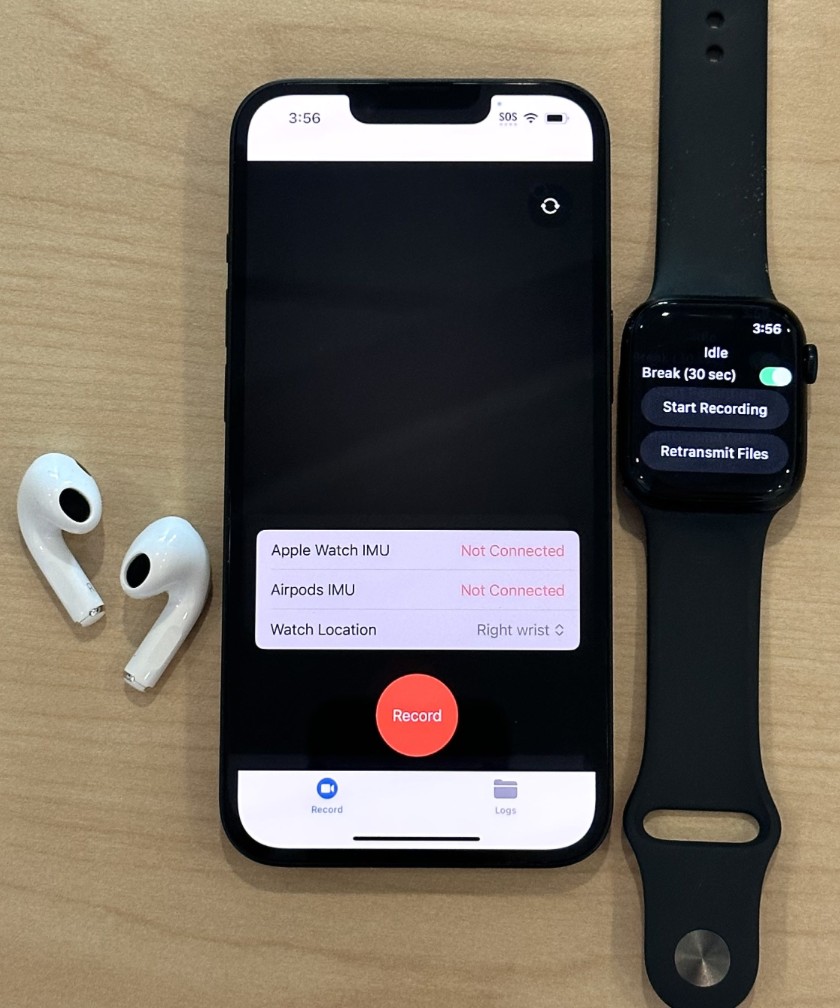 3:56
SOS
Apple Watch IMU Not Connected
Airpods IMU Not Connected
Watch Location Right wrist
Record
Record
Logs
3:56
Idle
Break (30 sec)
Start Recording
Retransmit Files